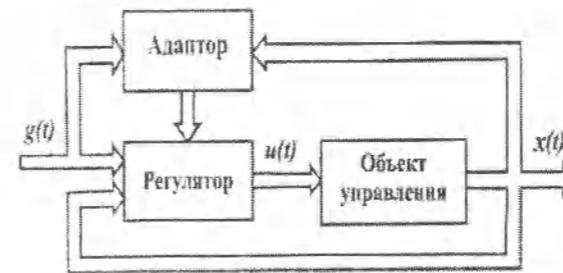 Адаптор
g(t)
Регулятор
u(t)
Объект
управления
x(t)